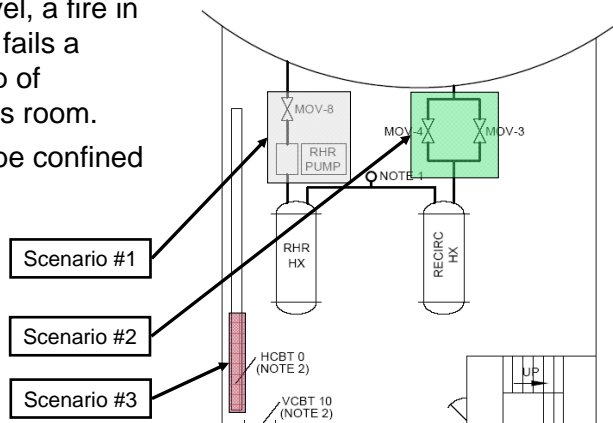 vel, a fire in
fails a
o of
s room.
be confined
MOV-8
RHR
PUMP
MOV-4
MOV-3
NOTE 1
RHR
HX
RECIRC
HX
Scenario #1
Scenario #2
Scenario #3
HCBT 0
(NOTE 2)
VCBT 10
(NOTE 2)
UP